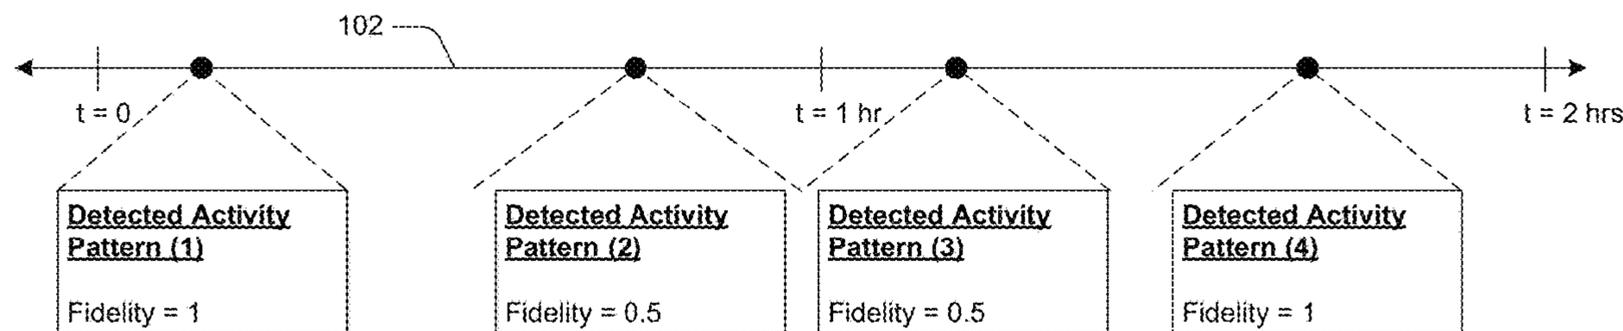 102
t = 0
t = 1 hr
t = 2 hrs
Detected Activity
Pattern (1)
Fidelity = 1
Detected Activity
Pattern (2)
Fidelity = 0.5
Detected Activity
Pattern (3)
Fidelity = 0.5
Detected Activity
Pattern (4)
Fidelity = 1